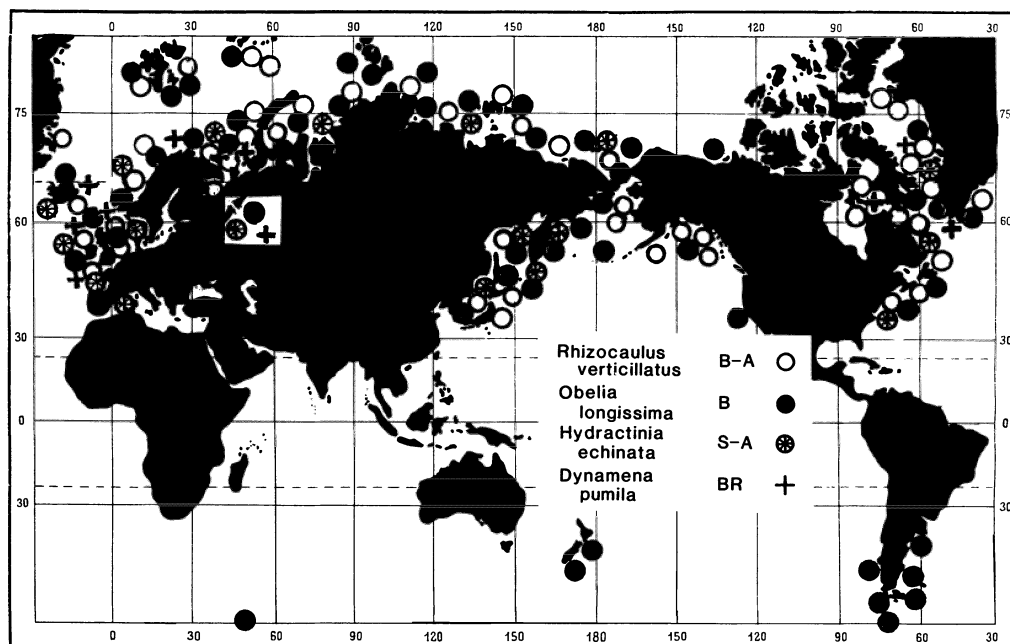 0 30 60 90 120 150 180 150 120 90 60 30
75 75
60 60
30 30
0 0
30 30
Rhizocaulus
verticillatus B–A
Obelia
longissima B
Hydractinia
echinata S–A
Dynamena
pumila BR
0 30 60 90 120 150 180 150 120 90 60 30